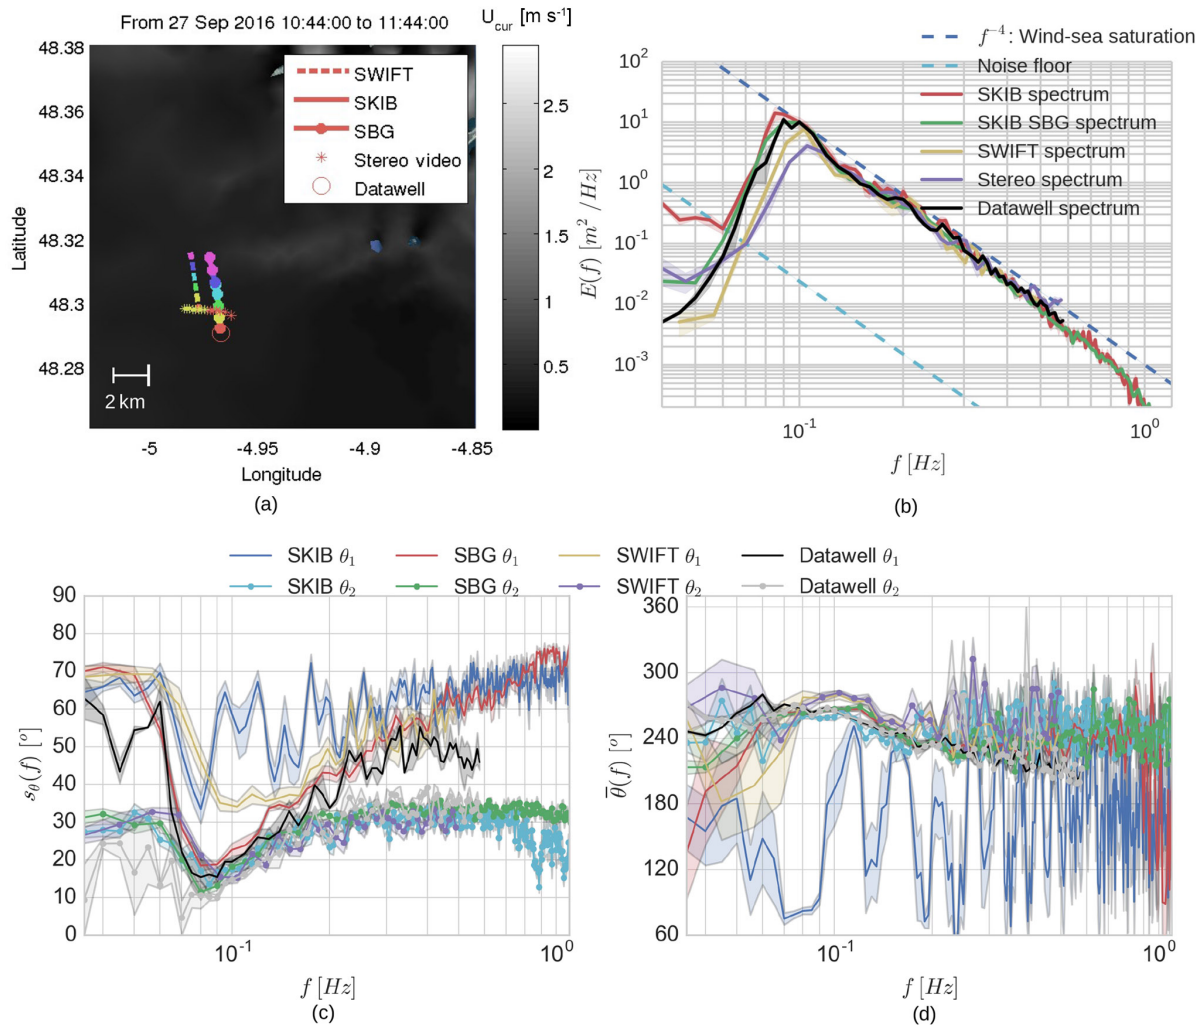 From 27 Sep 2016 10:44:00 to 11:44:00
U_cur [m s⁻¹]
48.38
48.36
48.34
48.32
48.3
48.28
Latitude
SWIFT
SKIB
SBG
Stereo video
Datawell
2 km
-5
-4.95
-4.9
-4.85
Longitude
2.5
2
1.5
1
0.5
(a)
f⁻⁴: Wind-sea saturation
Noise floor
SKIB spectrum
SKIB SBG spectrum
SWIFT spectrum
Stereo spectrum
Datawell spectrum
10²
10¹
10⁰
10⁻¹
10⁻²
10⁻³
E(f) [m² /Hz]
10⁻¹
10⁰
f [Hz]
(b)
SKIB θ₁
SBG θ₁
SWIFT θ₁
Datawell θ₁
SKIB θ₂
SBG θ₂
SWIFT θ₂
Datawell θ₂
90
80
70
60
50
40
30
20
10
0
s_θ(f) [°]
10⁻¹
10⁰
f [Hz]
(c)
360
300
240
180
120
60
θ̅(f) [°]
10⁻¹
10⁰
f [Hz]
(d)